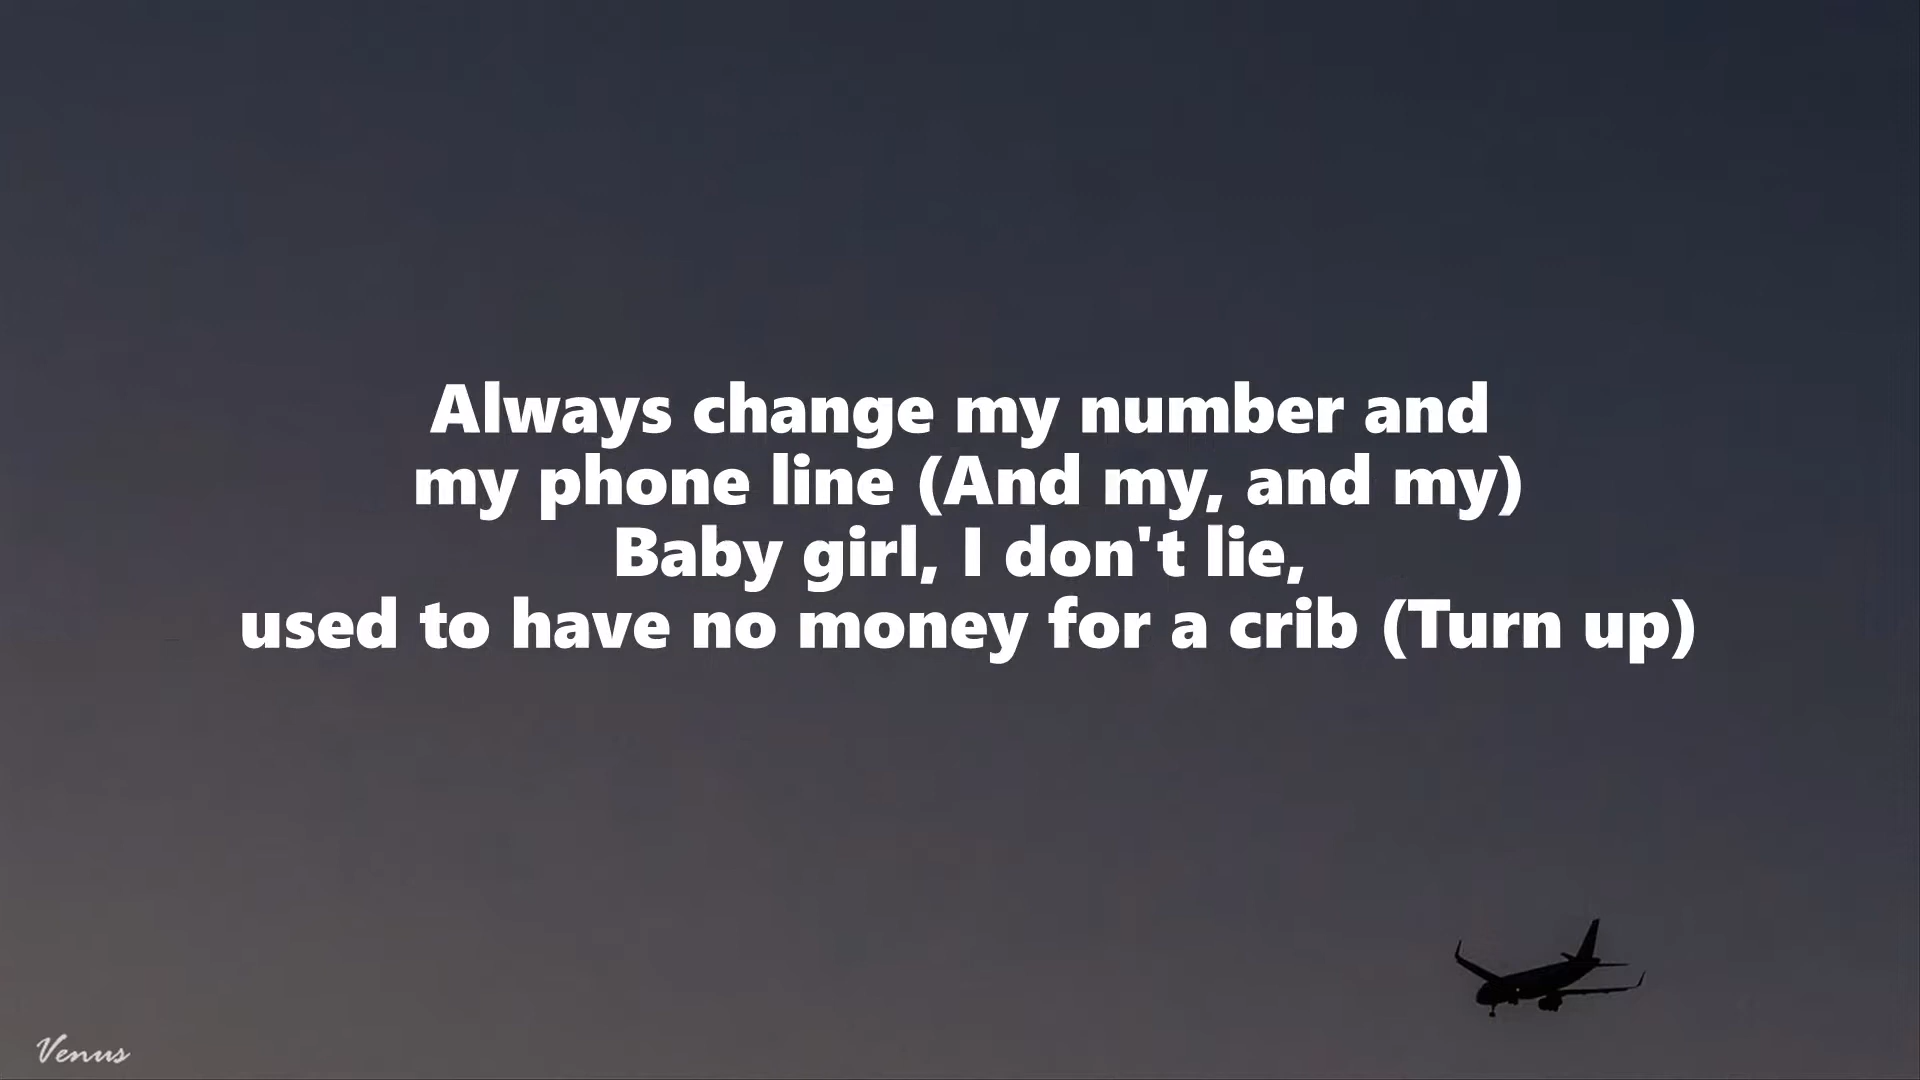 Always change my number and
my phone line (And my, and my)
Baby girl, I don't lie,
used to have no money for a crib (Turn up)
Venus